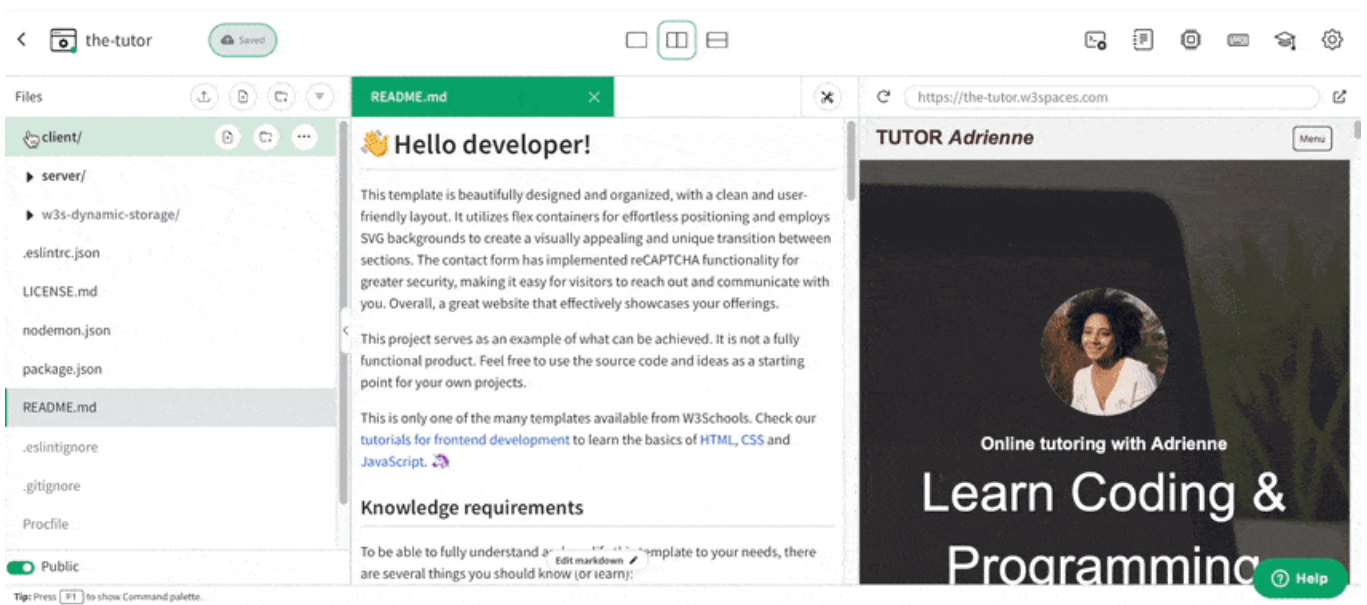 the-tutor
Saved
Files
README.md
https://the-tutor.w3spaces.com
client/
server/
w3s-dynamic-storage/
.eslintrc.json
LICENSE.md
nodemon.json
package.json
README.md
.eslintignore
.gitignore
Procfile
Public
Tip: Press F1 to show Command palette.
👋 Hello developer!
This template is beautifully designed and organized, with a clean and user-
friendly layout. It utilizes flex containers for effortless positioning and employs
SVG backgrounds to create a visually appealing and unique transition between
sections. The contact form has implemented reCAPTCHA functionality for
greater security, making it easy for visitors to reach out and communicate with
you. Overall, a great website that effectively showcases your offerings.
This project serves as an example of what can be achieved. It is not a fully
functional product. Feel free to use the source code and ideas as a starting
point for your own projects.
This is only one of the many templates available from W3Schools. Check our
tutorials for frontend development to learn the basics of HTML, CSS and
JavaScript. 🦄
Knowledge requirements
To be able to fully understand template to your needs, there
are several things you should know (or learn):
Edit markdown
TUTOR Adrienne
Menu
Online tutoring with Adrienne
Learn Coding &
Programming
Help